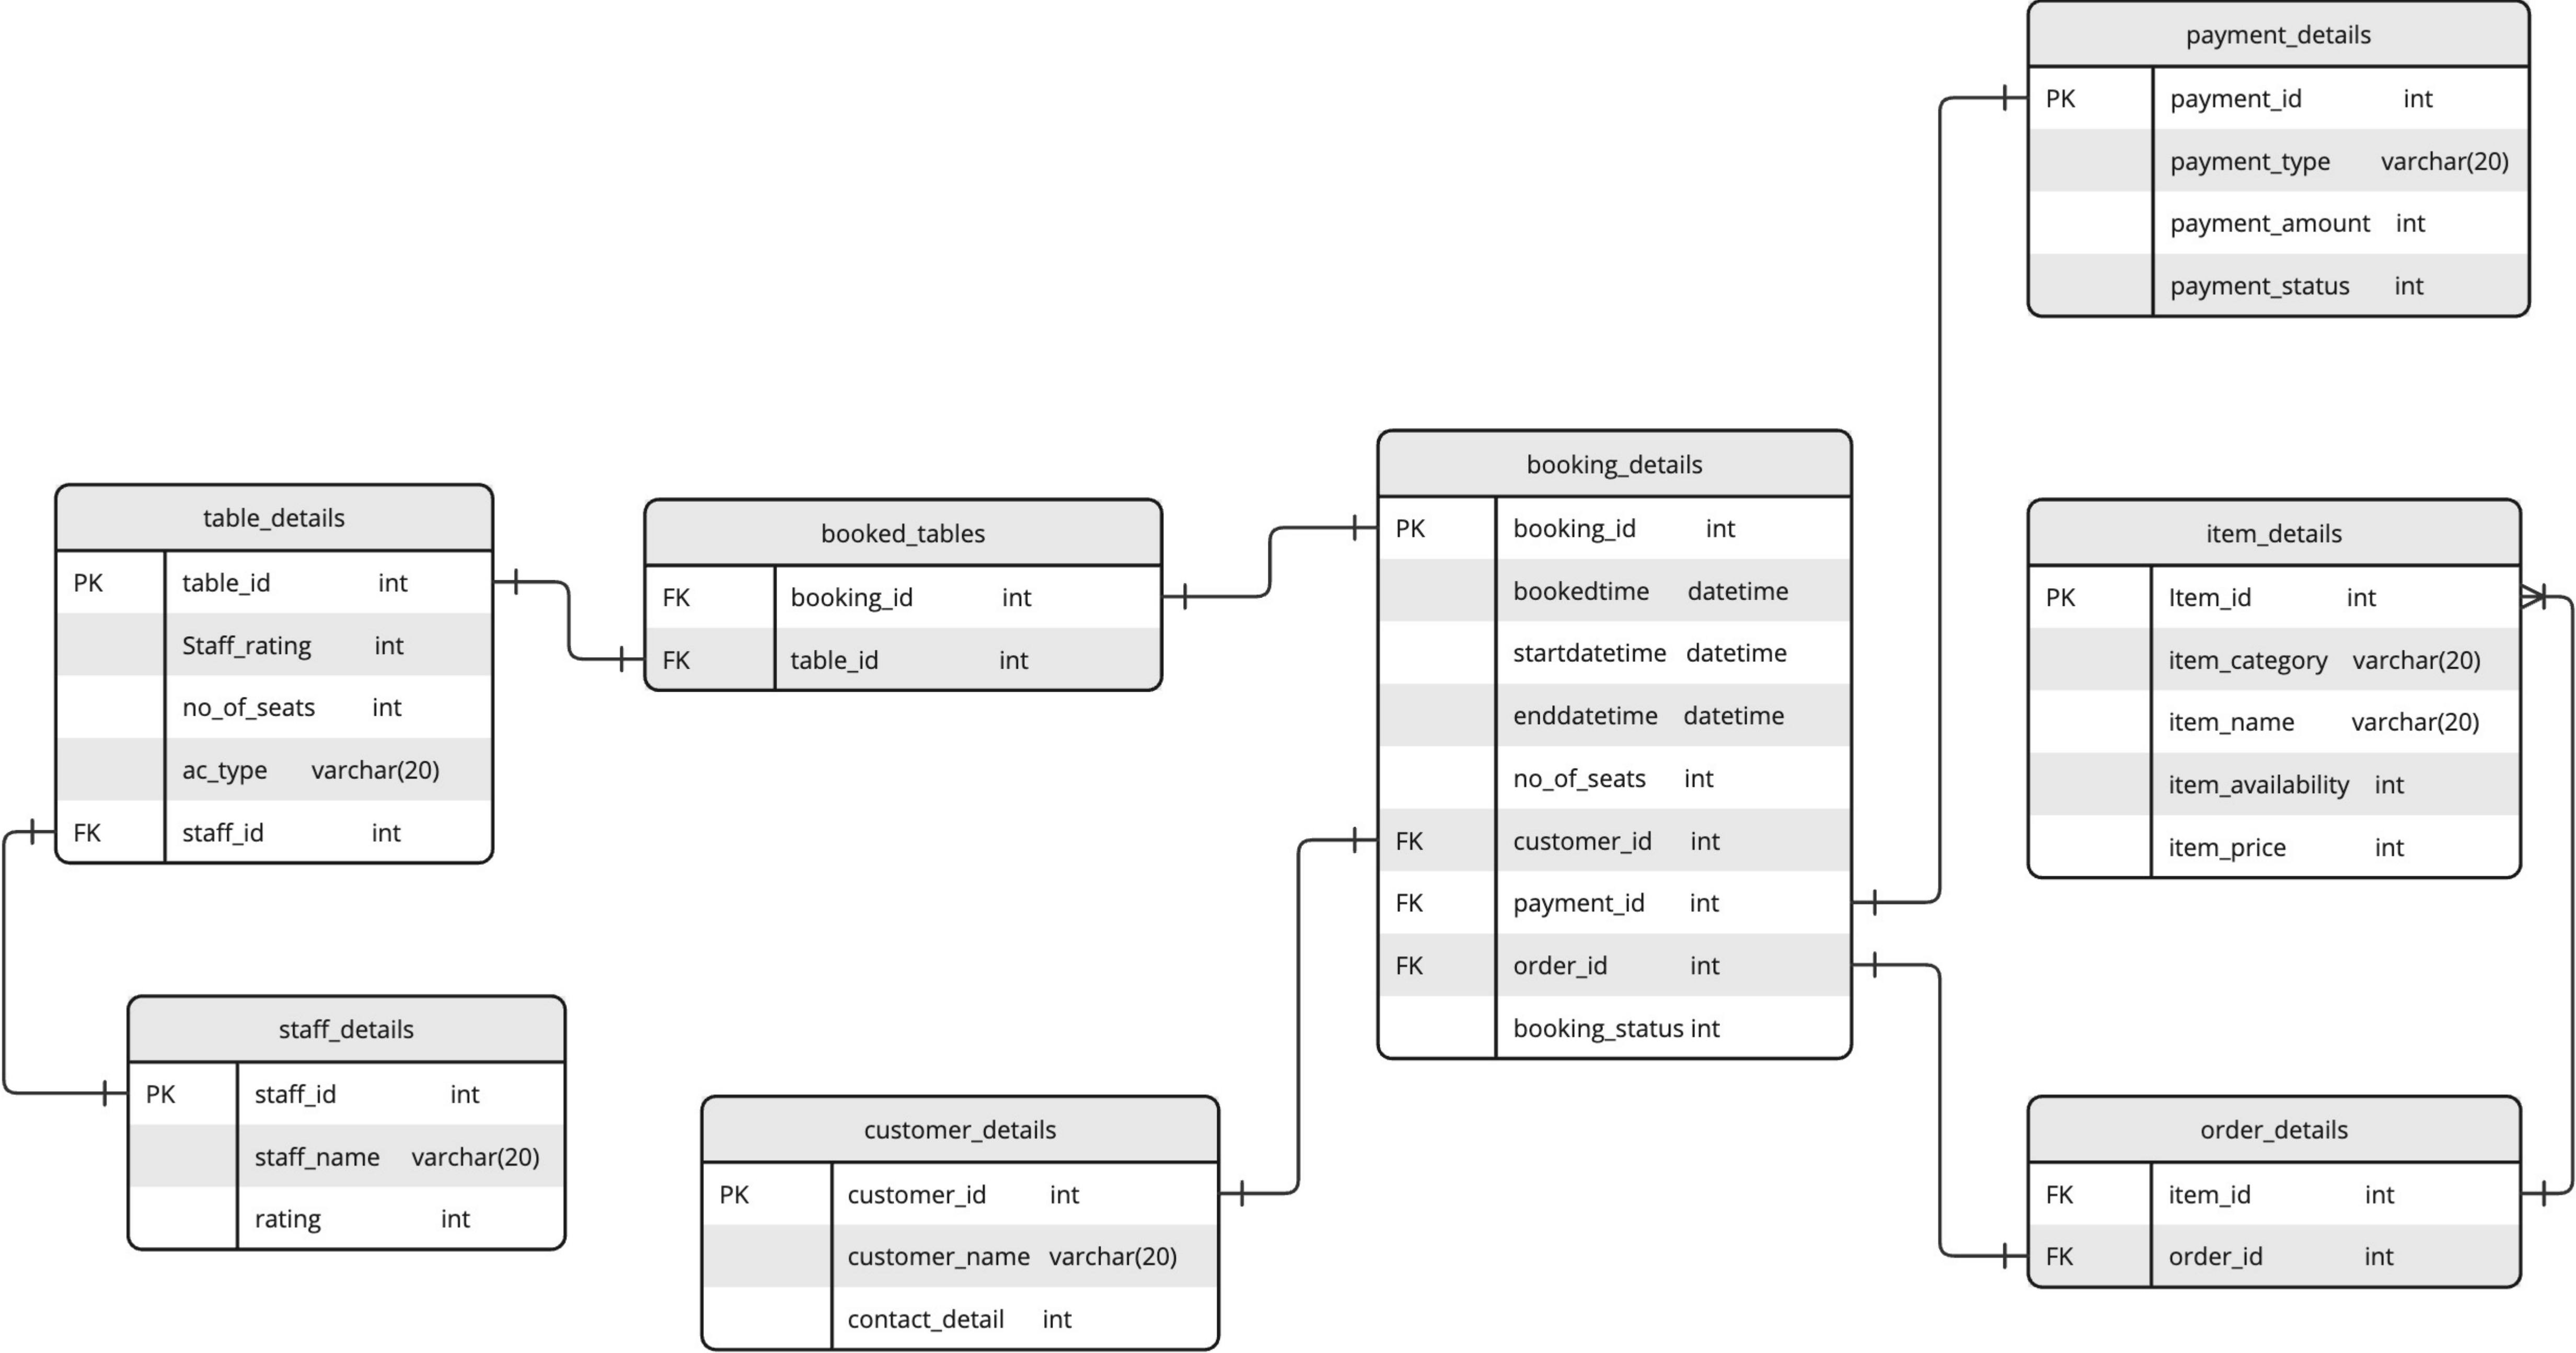 payment_details
PK payment_id int
payment_type varchar(20)
payment_amount int
payment_status int
table_details
PK table_id int
Staff_rating int
no_of_seats int
ac_type varchar(20)
FK staff_id int
booked_tables
FK booking_id int
FK table_id int
booking_details
PK booking_id int
bookedtime datetime
startdatetime datetime
enddatetime datetime
no_of_seats int
FK customer_id int
FK payment_id int
FK order_id int
booking_status int
item_details
PK Item_id int
item_category varchar(20)
item_name varchar(20)
item_availability int
item_price int
staff_details
PK staff_id int
staff_name varchar(20)
rating int
customer_details
PK customer_id int
customer_name varchar(20)
contact_detail int
order_details
FK item_id int
FK order_id int